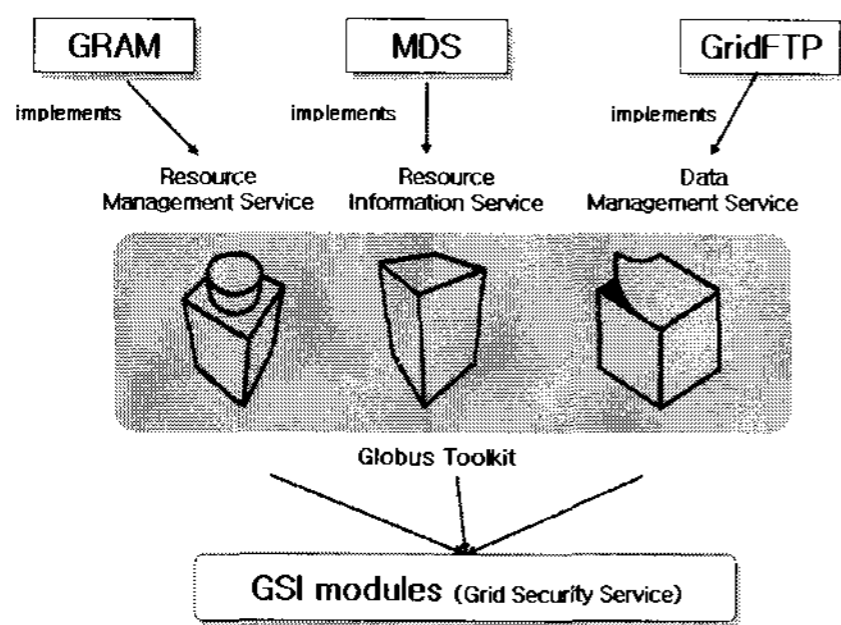 GRAM
MDS
GridFTP
implements
implements
implements
Resource
Management Service
Resource
Information Service
Data
Management Service
Globus Toolkit
GSI modules (Grid Security Service)